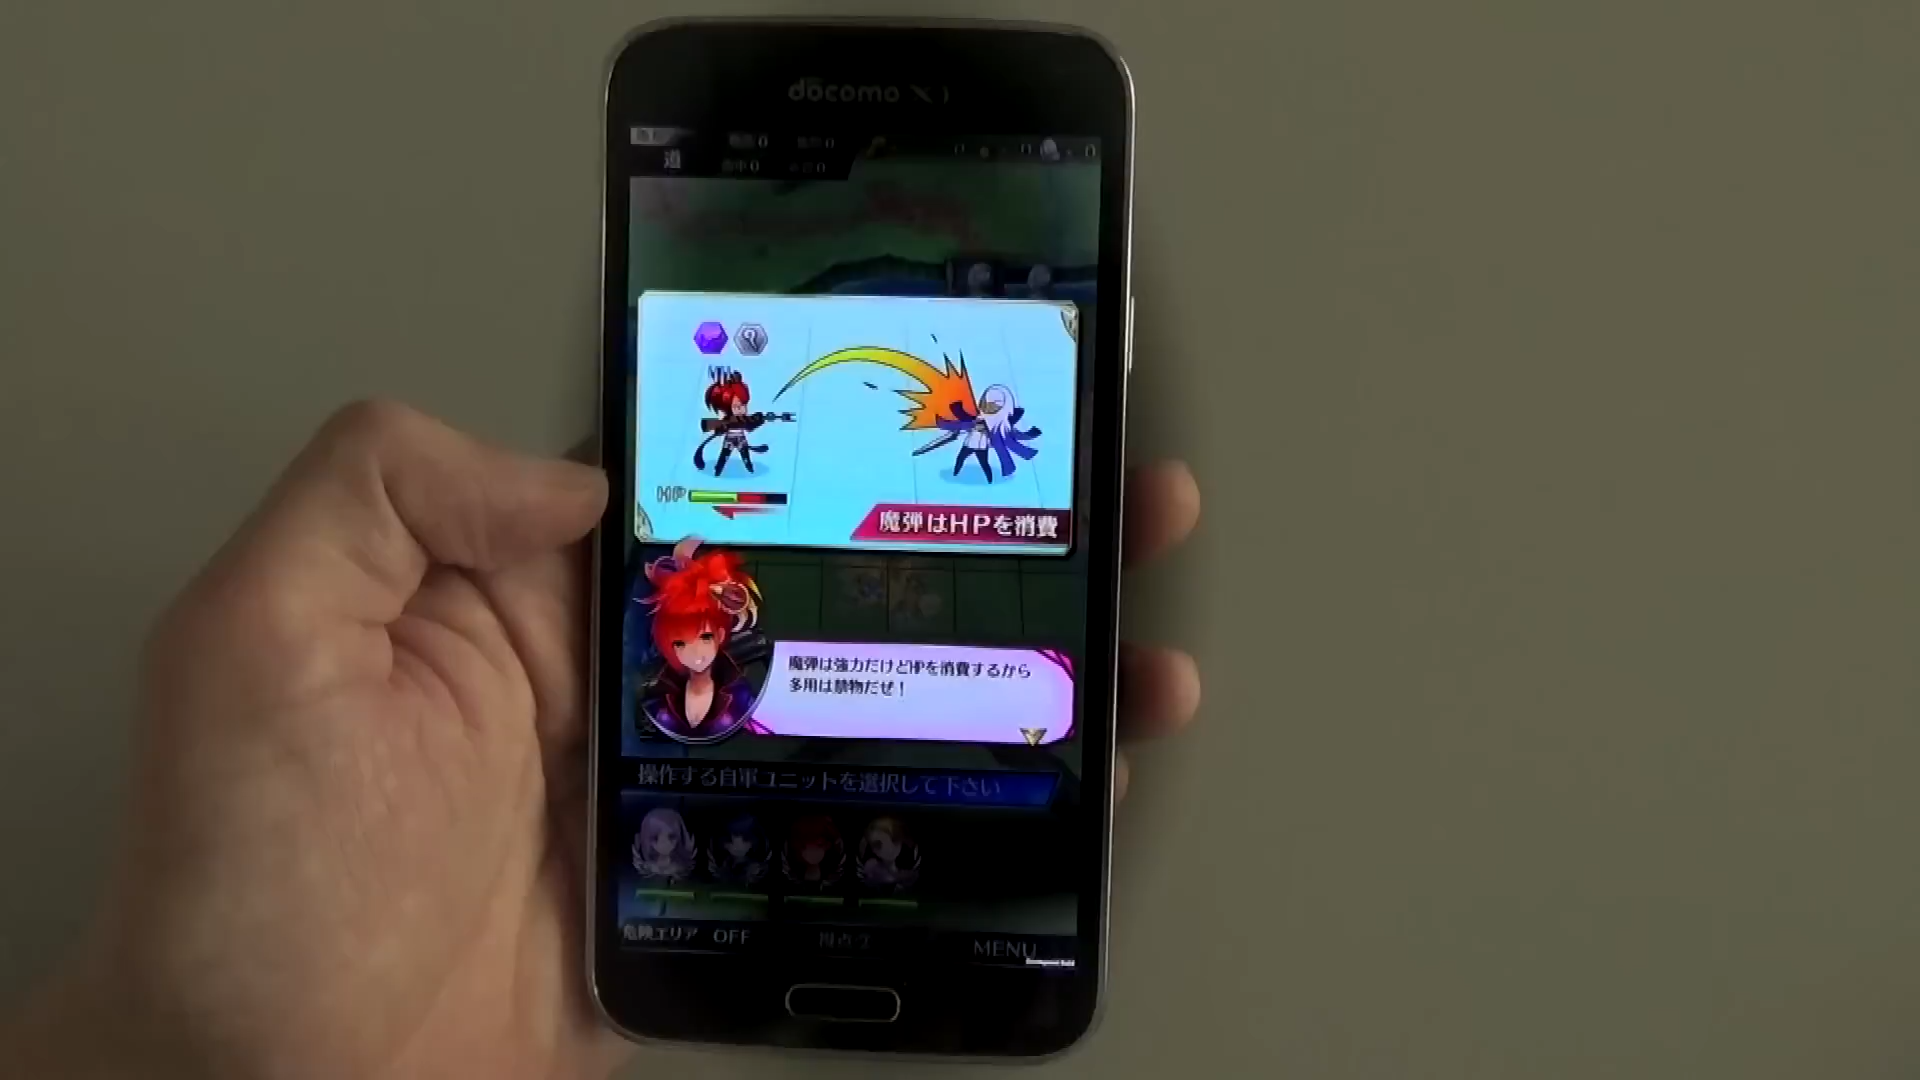 docomo Xi
道
HP
魔弾はHPを消費
魔弾は強力だけどHPを消費するから
多用は禁物だぜ！
操作する自軍ユニットを選択して下さい
危険エリア OFF
MENU